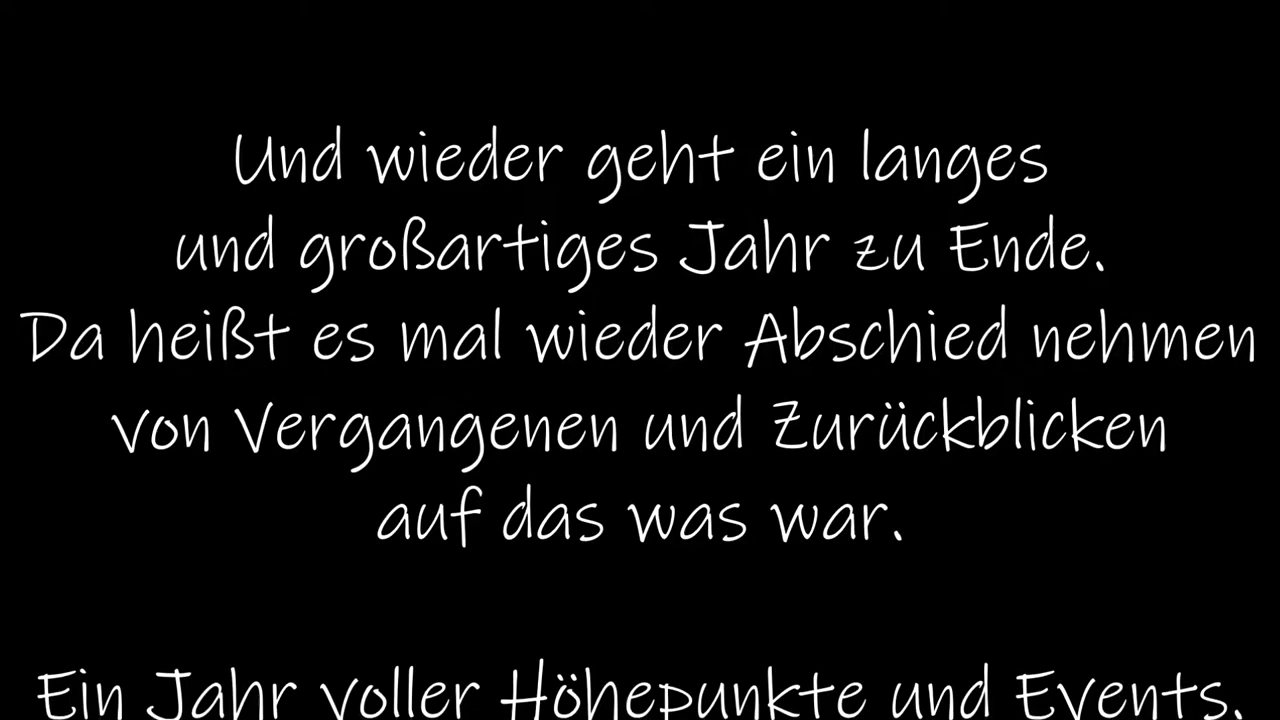 Und wieder geht ein langes
und großartiges Jahr zu Ende.
Da heißt es mal wieder Abschied nehmen
von Vergangenen und Zurückblicken
auf das was war.
Ein Jahr voller Höhepunkte und Events,